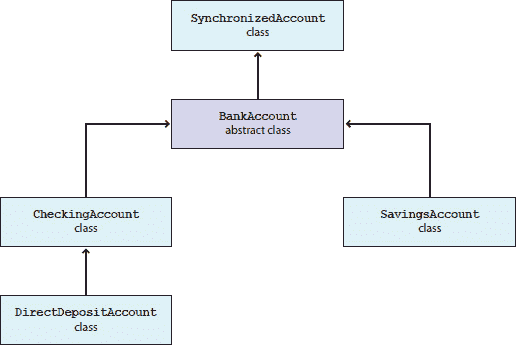 SynchronizedAccount
class
BankAccount
abstract class
CheckingAccount
class
SavingsAccount
class
DirectDepositAccount
class